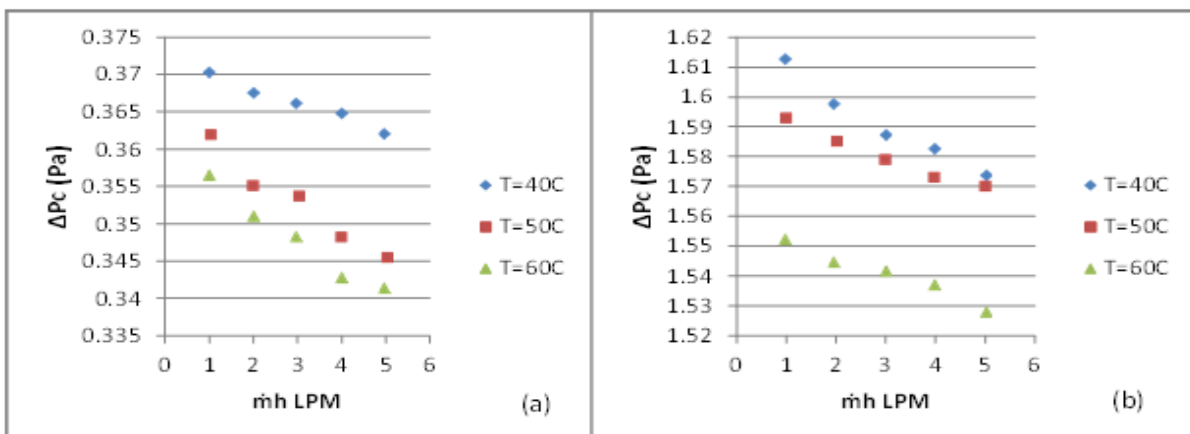 0.375
0.37
0.365
0.36
0.355
0.35
0.345
0.34
0.335
ΔPc (Pa)
0 1 2 3 4 5 6
ṁh LPM
T=40C
T=50C
T=60C
(a)
1.62
1.61
1.6
1.59
1.58
1.57
1.56
1.55
1.54
1.53
1.52
ΔPc (Pa)
0 1 2 3 4 5 6
ṁh LPM
T=40C
T=50C
T=60C
(b)